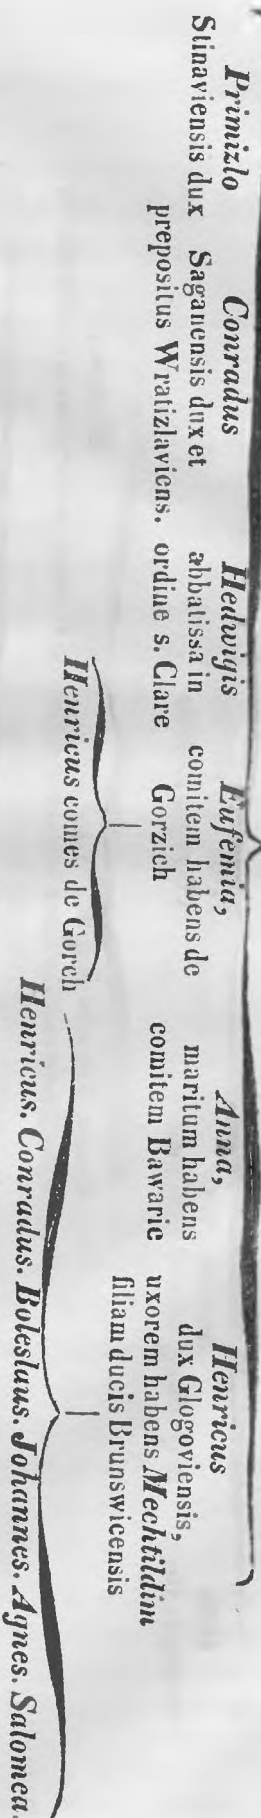 Primizlo
Stinaviensis dux
Conradus
Saganensis dux et
prepositus Wratizlaviens.
Hedwigis
abbatissa in
ordine s. Clare
Eufemia,
comitem habens de
Gorzich
Anna,
maritum habens
comitem Bawarie
Henricus
dux Glogoviensis,
uxorem habens Mechtildim
filiam ducis Brunswicensis
Henricus comes de Gorch
Henricus. Conradus. Boleslaus. Johannes. Agnes. Salomea.